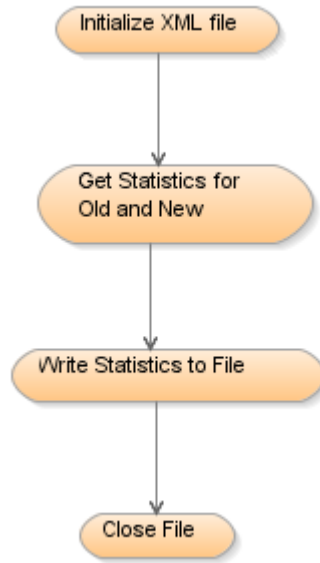 Initialize XML file
Get Statistics for
Old and New
Write Statistics to File
Close File